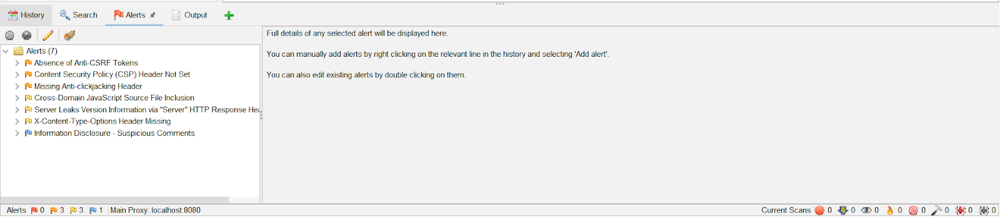 History Search Alerts Output
Alerts (7)
Absence of Anti-CSRF Tokens
Content Security Policy (CSP) Header Not Set
Missing Anti-clickjacking Header
Cross-Domain JavaScript Source File Inclusion
Server Leaks Version Information via "Server" HTTP Response Hea
X-Content-Type-Options Header Missing
Information Disclosure - Suspicious Comments
Full details of any selected alert will be displayed here.
You can manually add alerts by right clicking on the relevant line in the history and selecting 'Add alert'.
You can also edit existing alerts by double clicking on them.
Alerts 0 3 3 1 Main Proxy: localhost:8080 Current Scans 0 0 0 0 0 0 0 0